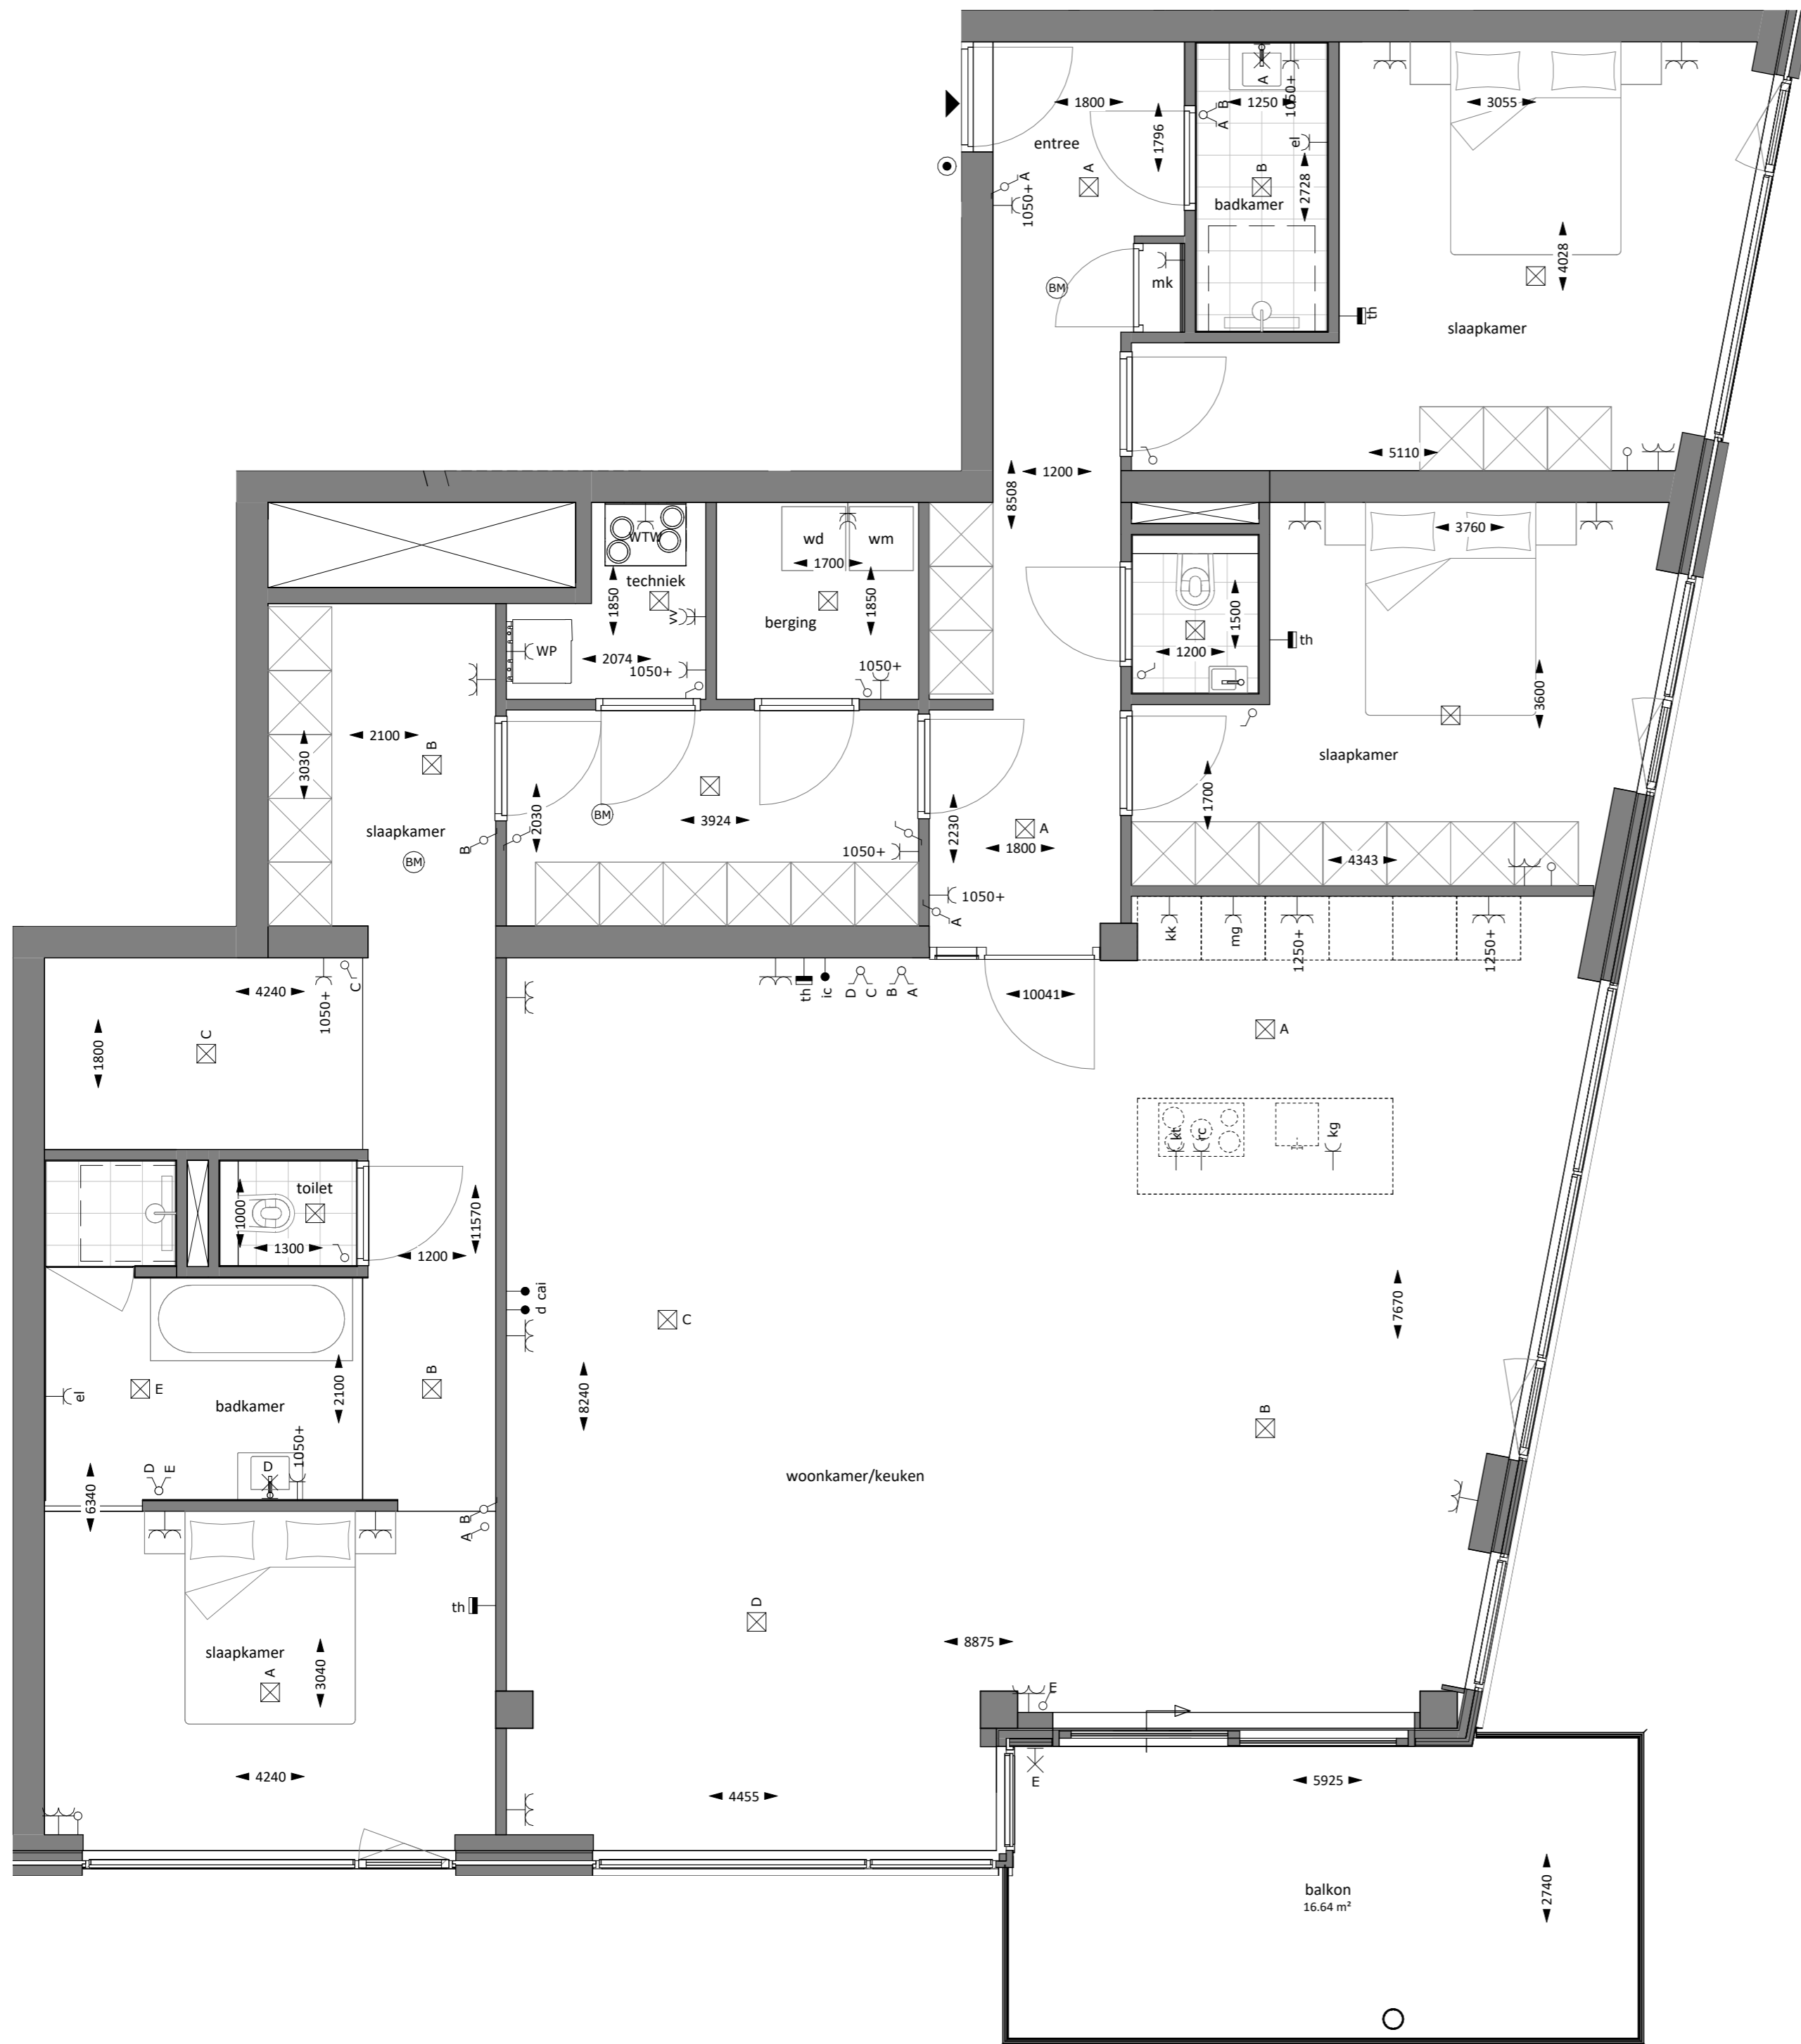 1800
1796
entree
A
A
1050+
A
B
A
1050+
1250
el
2728
B
badkamer
3055
4028
slaapkamer
th
BM
mk
5110
1200
8508
WTW
techniek
1850
WP
2074
1050+
wd
wm
1700
1850
berging
1050+
1500
1200
th
3760
3600
slaapkamer
1700
4343
3030
2100
B
slaapkamer
BM
B
2030
BM
3924
1050+
2230
A
1800
1050+
A
kk
mg
1250+
1250+
4240
1050+
C
1800
C
th
ic
D
C
B
A
10041
A
kt
rc
kg
toilet
1000
1300
1200
11570
cai
d
C
7670
8240
B
el
E
badkamer
2100
B
D
E
D
1050+
6340
B
A
woonkamer/keuken
th
slaapkamer
A
3040
D
8875
E
4240
4455
E
5925
balkon
16.64 m²
2740